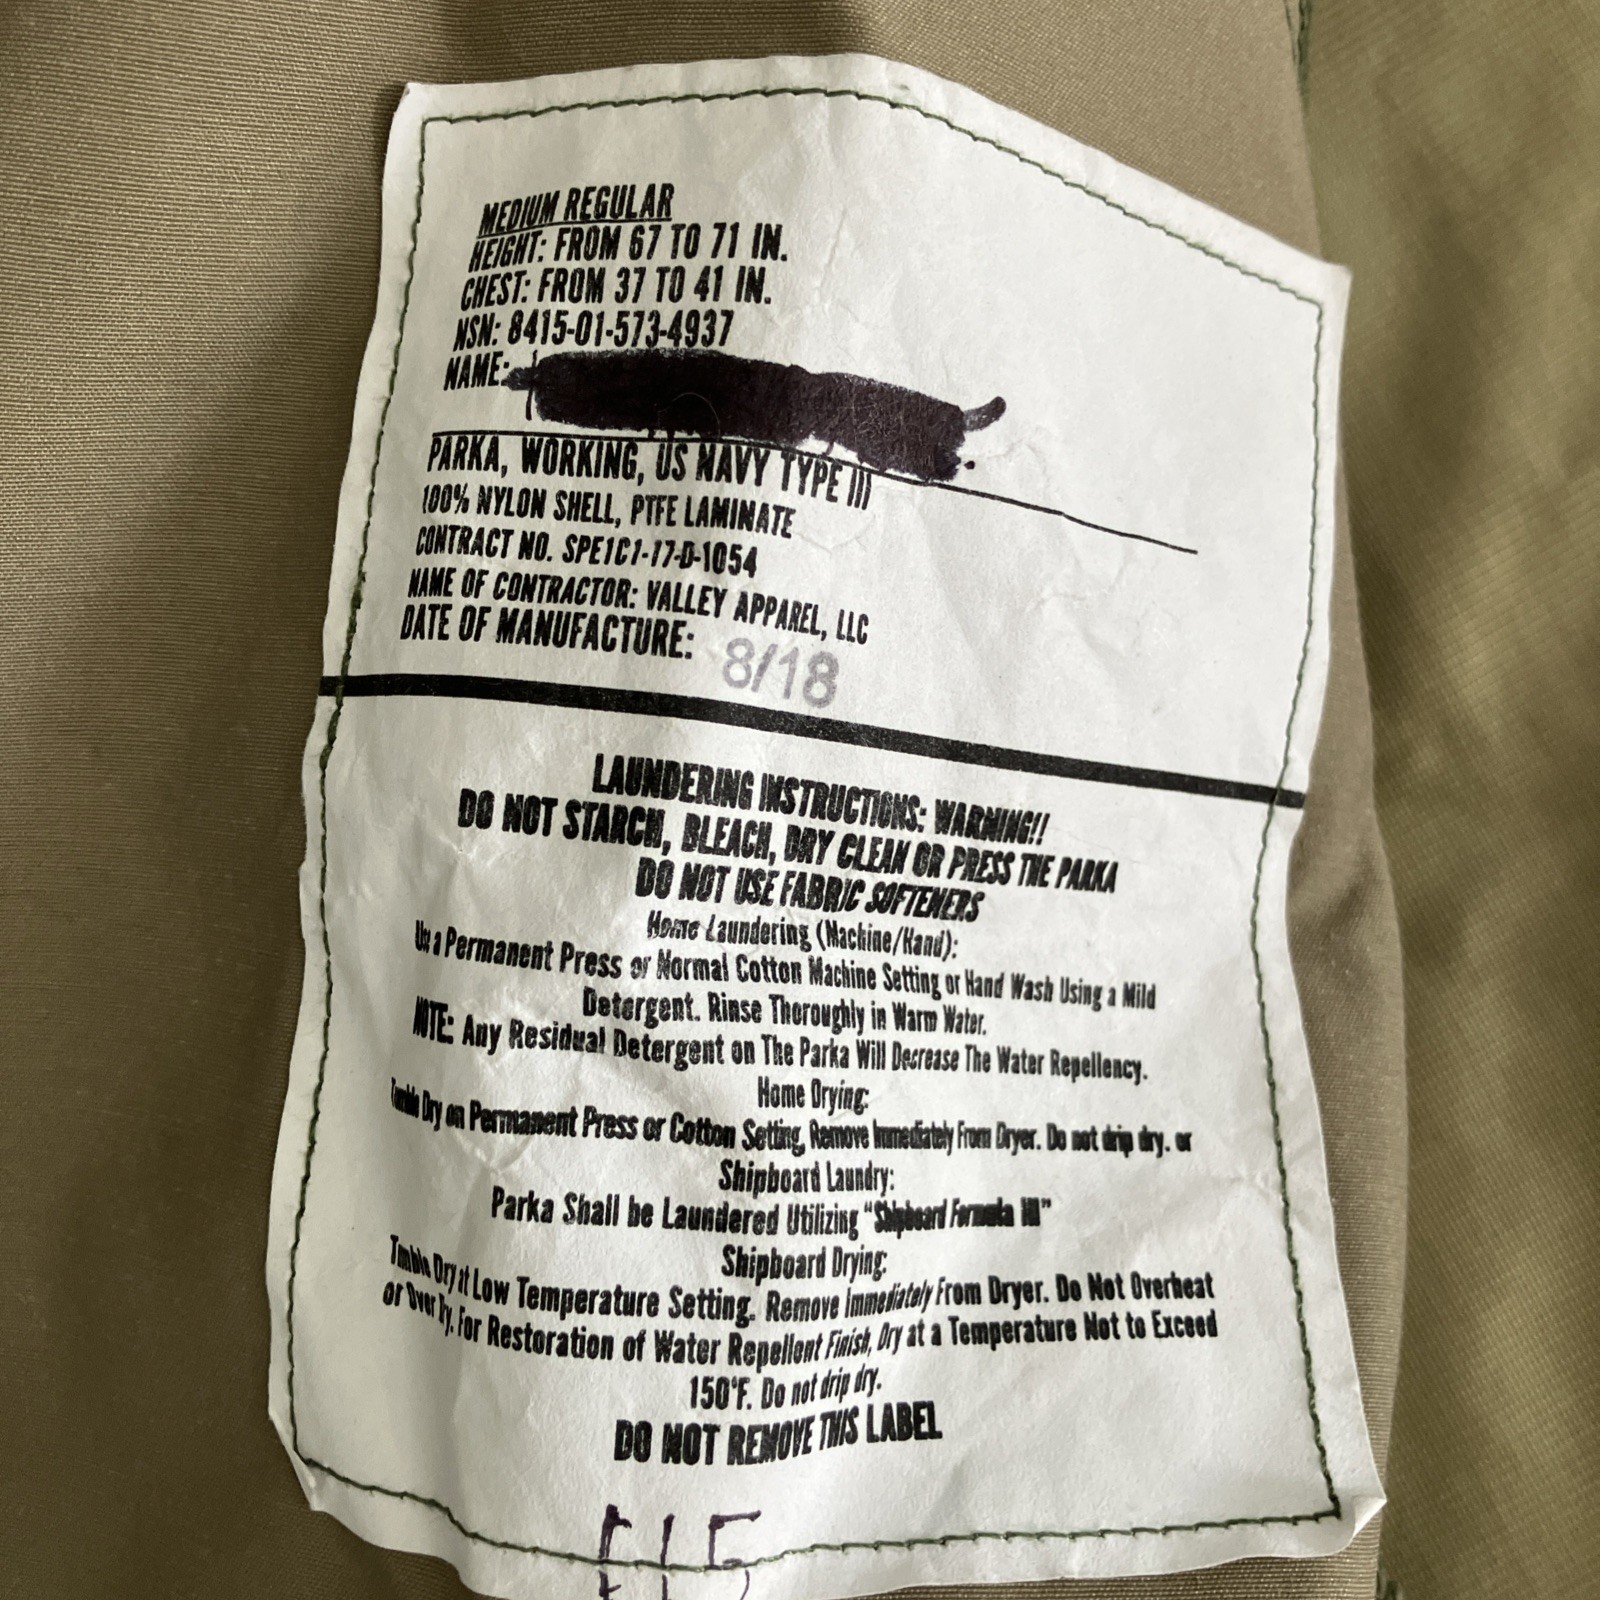 MEDIUM REGULAR
HEIGHT: FROM 67 TO 71 IN.
CHEST: FROM 37 TO 41 IN.
NSN: 8415-01-573-4937
NAME:
PARKA, WORKING, US NAVY TYPE III
100% NYLON SHELL, PTFE LAMINATE
CONTRACT NO. SPE1C1-17-D-1054
NAME OF CONTRACTOR: VALLEY APPAREL, LLC
DATE OF MANUFACTURE: 8/18
LAUNDERING INSTRUCTIONS: WARNING!!
DO NOT STARCH, BLEACH, DRY CLEAN OR PRESS THE PARKA
DO NOT USE FABRIC SOFTENERS
Home Laundering (Machine/Hand):
Use a Permanent Press or Normal Cotton Machine Setting or Hand Wash Using a Mild
Detergent. Rinse Thoroughly in Warm Water.
NOTE: Any Residual Detergent on The Parka Will Decrease The Water Repellency.
Home Drying:
Tumble Dry on Permanent Press or Cotton Setting, Remove Immediately From Dryer. Do not drip dry. or
Shipboard Laundry:
Parka Shall be Laundered Utilizing "Shipboard Formula III"
Shipboard Drying:
Tumble Dry at Low Temperature Setting. Remove Immediately From Dryer. Do Not Overheat
or Over Dry. For Restoration of Water Repellent Finish, Dry at a Temperature Not to Exceed
150°F. Do not drip dry.
DO NOT REMOVE THIS LABEL